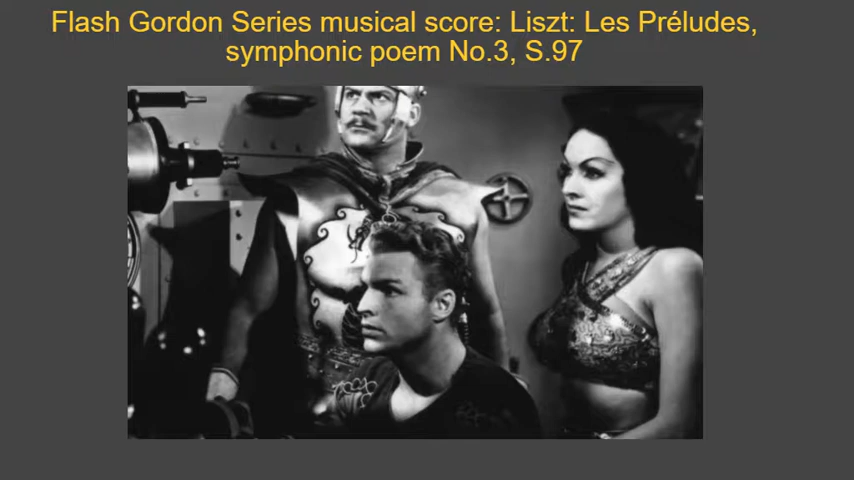 Flash Gordon Series musical score: Liszt: Les Préludes,
symphonic poem No.3, S.97